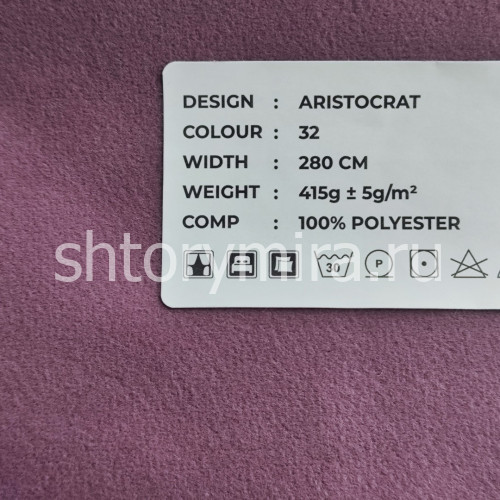 DESIGN : ARISTOCRAT
COLOUR : 32
WIDTH : 280 CM
WEIGHT : 415g ± 5g/m²
COMP : 100% POLYESTER
shtorymira.ru
30 P